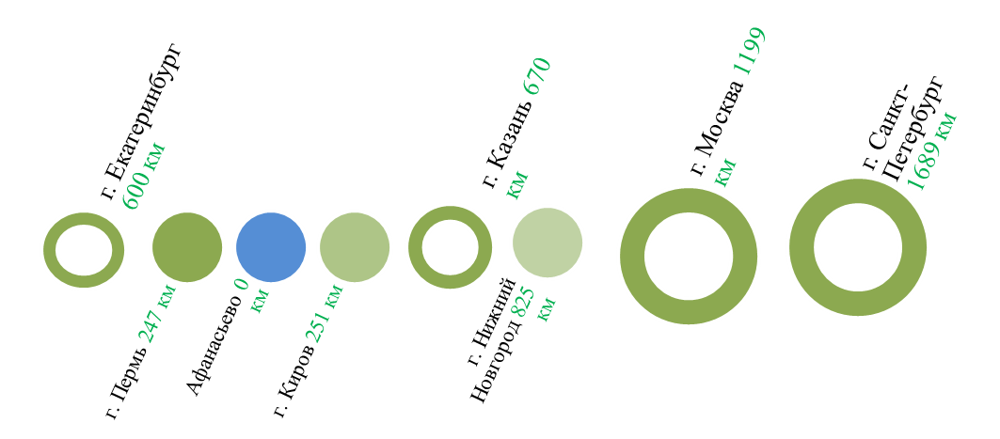 г. Екатеринбург
600 км
г. Пермь 247 км
Афанасьево 0
км
г. Киров 251 км
г. Казань 670
км
г. Нижний
Новгород 825
км
г. Москва 1199
км
г. Санкт-
Петербург
1689 км